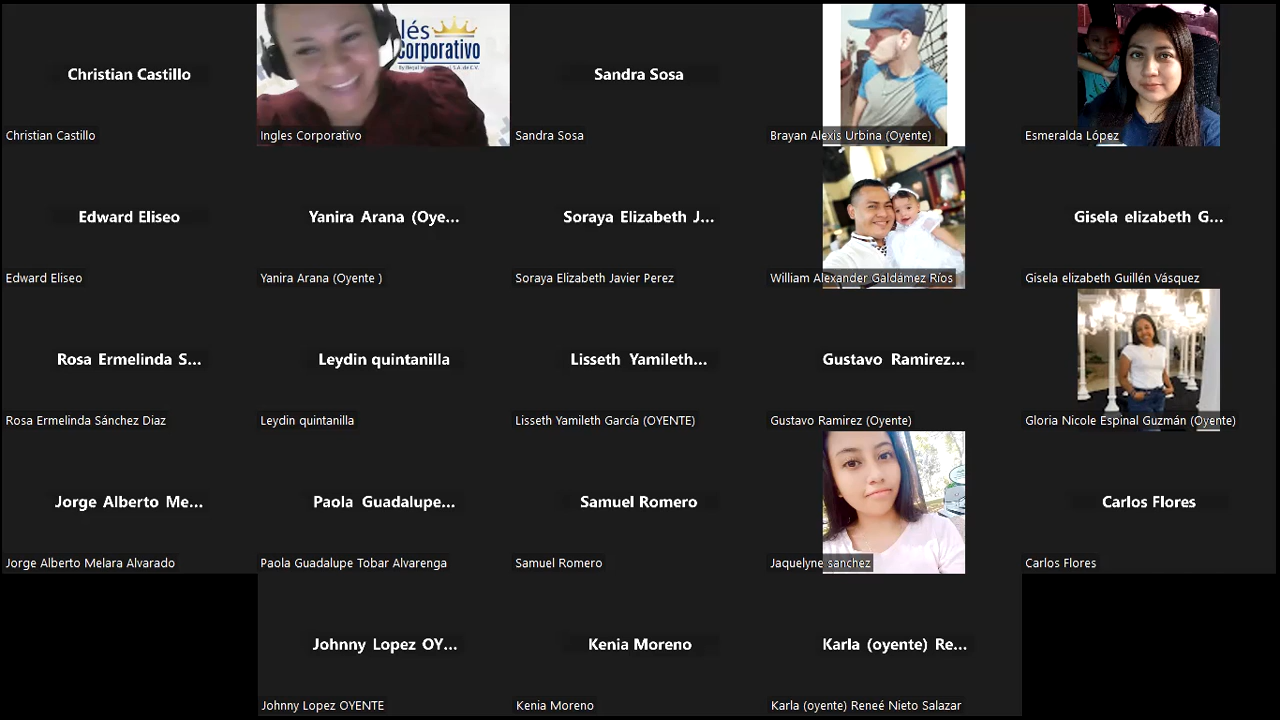 Christian Castillo
Christian Castillo
lés
Corporativo
Ingles Corporativo
Sandra Sosa
Sandra Sosa
Brayan Alexis Urbina (Oyente)
Esmeralda López
Edward Eliseo
Edward Eliseo
Yanira Arana (Oye...
Yanira Arana (Oyente )
Soraya Elizabeth J...
Soraya Elizabeth Javier Perez
William Alexander Galdámez Ríos
Gisela elizabeth G...
Gisela elizabeth Guillén Vásquez
Rosa Ermelinda S...
Rosa Ermelinda Sánchez Diaz
Leydin quintanilla
Leydin quintanilla
Lisseth Yamileth...
Lisseth Yamileth García (OYENTE)
Gustavo Ramirez...
Gustavo Ramirez (Oyente)
Gloria Nicole Espinal Guzmán (Oyente)
Jorge Alberto Me...
Jorge Alberto Melara Alvarado
Paola Guadalupe...
Paola Guadalupe Tobar Alvarenga
Samuel Romero
Samuel Romero
Jaquelyne sanchez
Carlos Flores
Carlos Flores
Johnny Lopez OY...
Johnny Lopez OYENTE
Kenia Moreno
Kenia Moreno
Karla (oyente) Re...
Karla (oyente) Reneé Nieto Salazar